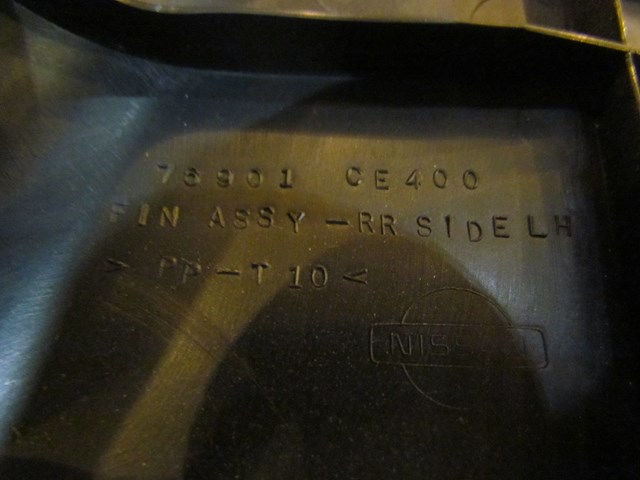 76901 CE400
FIN ASSY -RR SIDE LH
> PP-T10 <
NISSAN